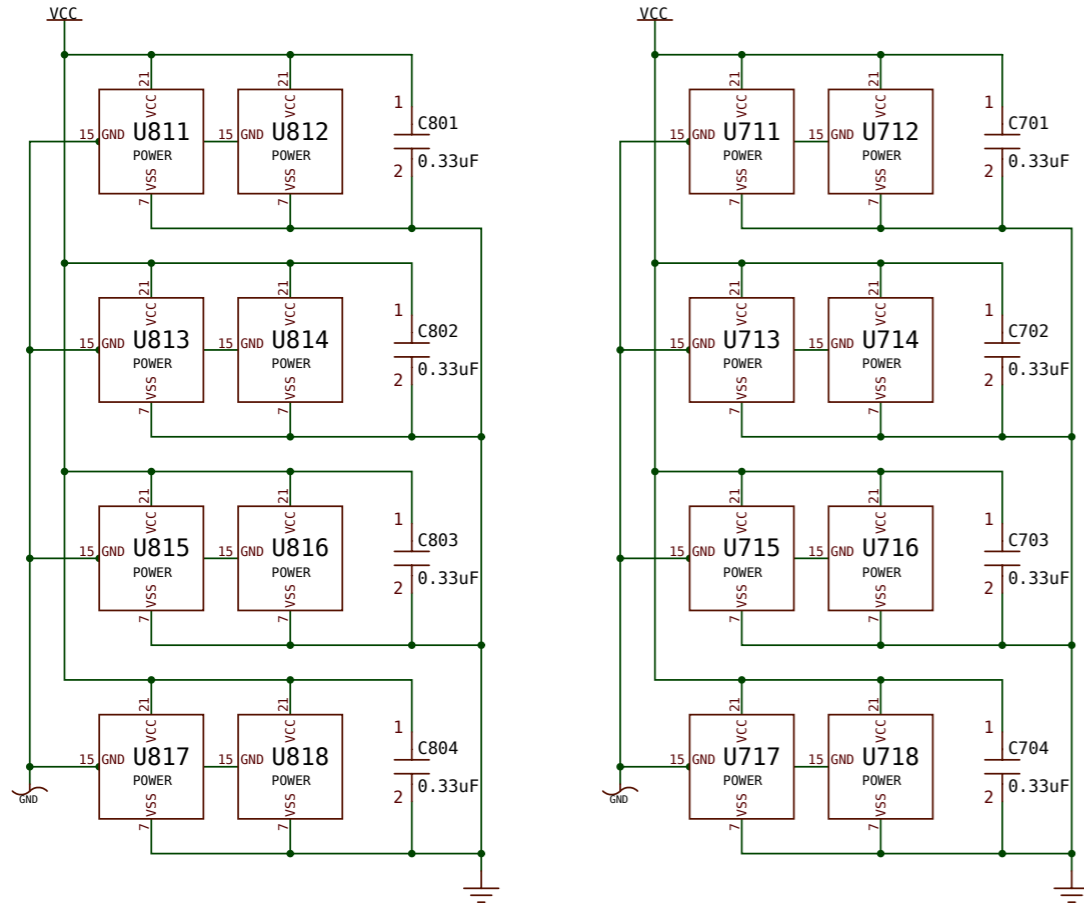 VCC VCC
21 21 21 21
VCC VCC 1 VCC VCC 1
U811 U812 C801 U711 U712 C701
15 GND 15 GND 15 GND 15 GND
POWER POWER 0.33uF POWER POWER 0.33uF
VSS VSS 2 VSS VSS 2
7 7 7 7
21 21 21 21
VCC VCC 1 VCC VCC 1
U813 U814 C802 U713 U714 C702
15 GND 15 GND 15 GND 15 GND
POWER POWER 0.33uF POWER POWER 0.33uF
VSS VSS 2 VSS VSS 2
7 7 7 7
21 21 21 21
VCC VCC 1 VCC VCC 1
U815 U816 C803 U715 U716 C703
15 GND 15 GND 15 GND 15 GND
POWER POWER 0.33uF POWER POWER 0.33uF
VSS VSS 2 VSS VSS 2
7 7 7 7
21 21 21 21
VCC VCC 1 VCC VCC 1
U817 U818 C804 U717 U718 C704
15 GND 15 GND 15 GND 15 GND
POWER POWER 0.33uF POWER POWER 0.33uF
VSS VSS 2 VSS VSS 2
GND GND
7 7 7 7